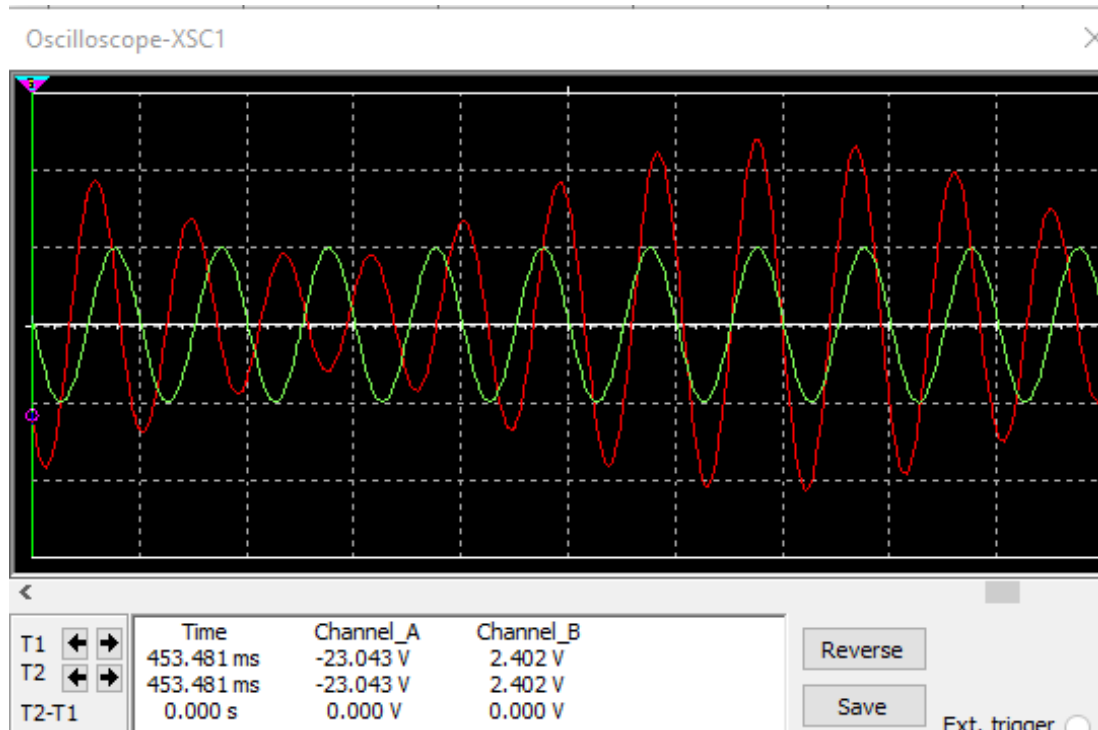 Oscilloscope-XSC1
Time Channel_A Channel_B
T1 453.481 ms -23.043 V 2.402 V
T2 453.481 ms -23.043 V 2.402 V
T2-T1 0.000 s 0.000 V 0.000 V
Reverse
Save
Ext. trigger